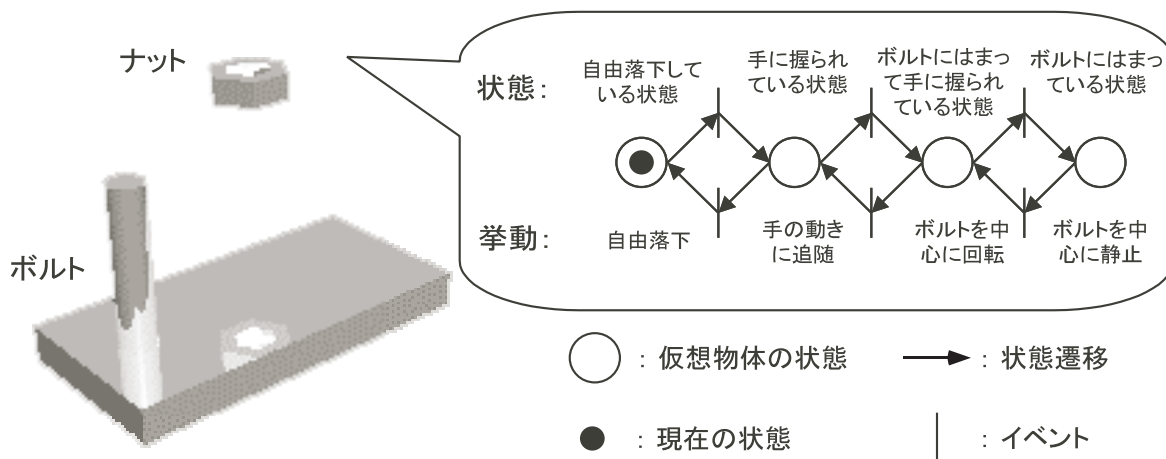 ナット
ボルト
状態：
自由落下して
いる状態
手に握られ
ている状態
ボルトにはまっ
て手に握られ
ている状態
ボルトにはまっ
ている状態
挙動：
自由落下
手の動き
に追随
ボルトを中
心に回転
ボルトを中
心に静止
：仮想物体の状態
：状態遷移
：現在の状態
：イベント